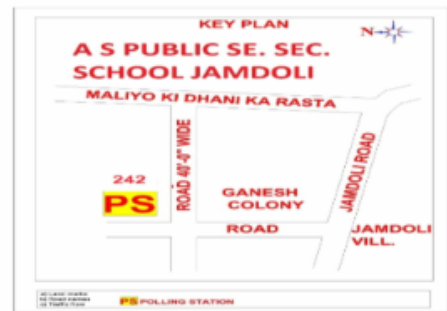 KEY PLAN
N
A S PUBLIC SE. SEC.
SCHOOL JAMDOLI
MALIYO KI DHANI KA RASTA
ROAD 40'-0" WIDE
JAMDOLI ROAD
242
PS
GANESH
COLONY
ROAD
JAMDOLI
VILL.
PS POLLING STATION